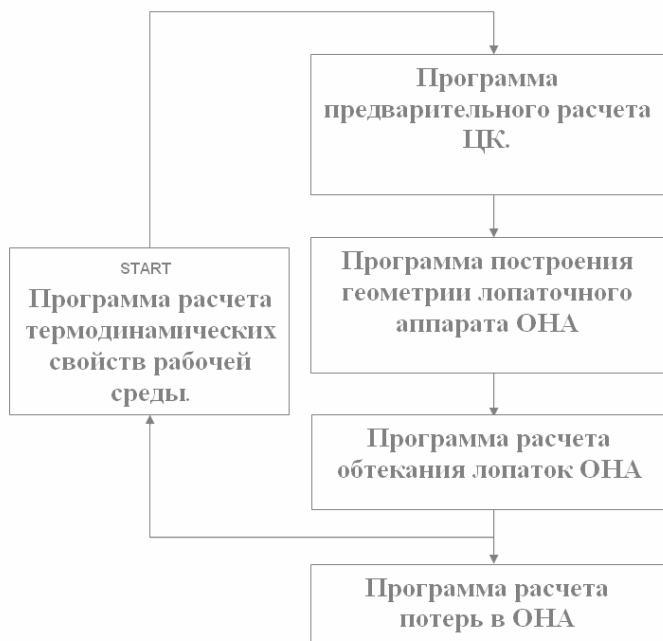 Программа
предварительного расчета
ЦК.
START
Программа расчета
термодинамических
свойств рабочей
среды.
Программа построения
геометрии лопаточного
аппарата ОНА
Программа расчета
обтекания лопаток ОНА
Программа расчета
потерь в ОНА